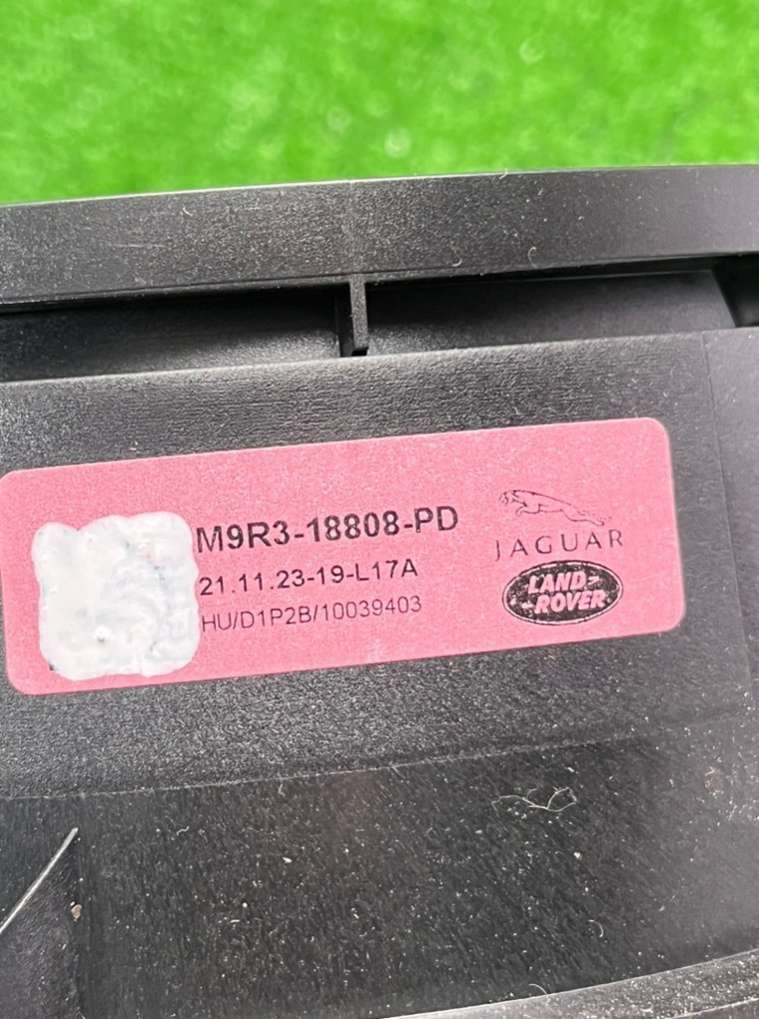 M9R3-18808-PD
21.11.23-19-L17A
HU/D1P2B/10039403
JAGUAR
LAND-
-ROVER